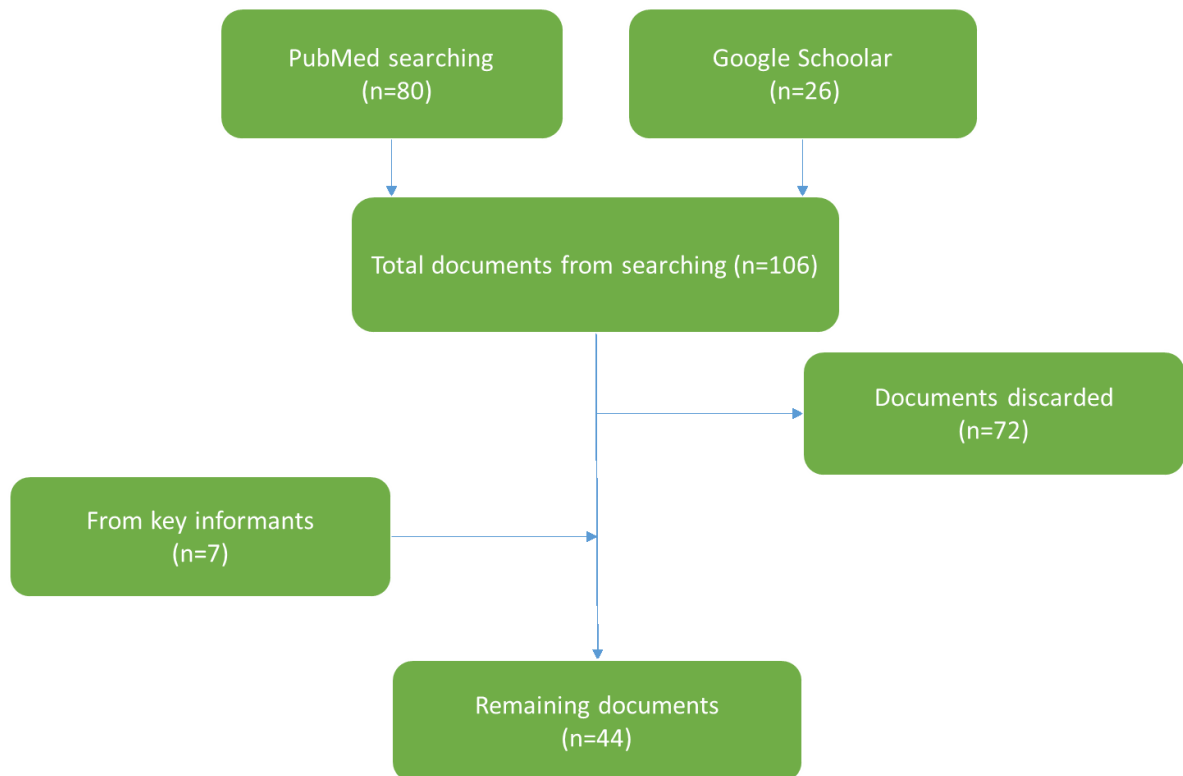 PubMed searching
(n=80)
Google Schoolar
(n=26)
Total documents from searching (n=106)
Documents discarded
(n=72)
From key informants
(n=7)
Remaining documents
(n=44)